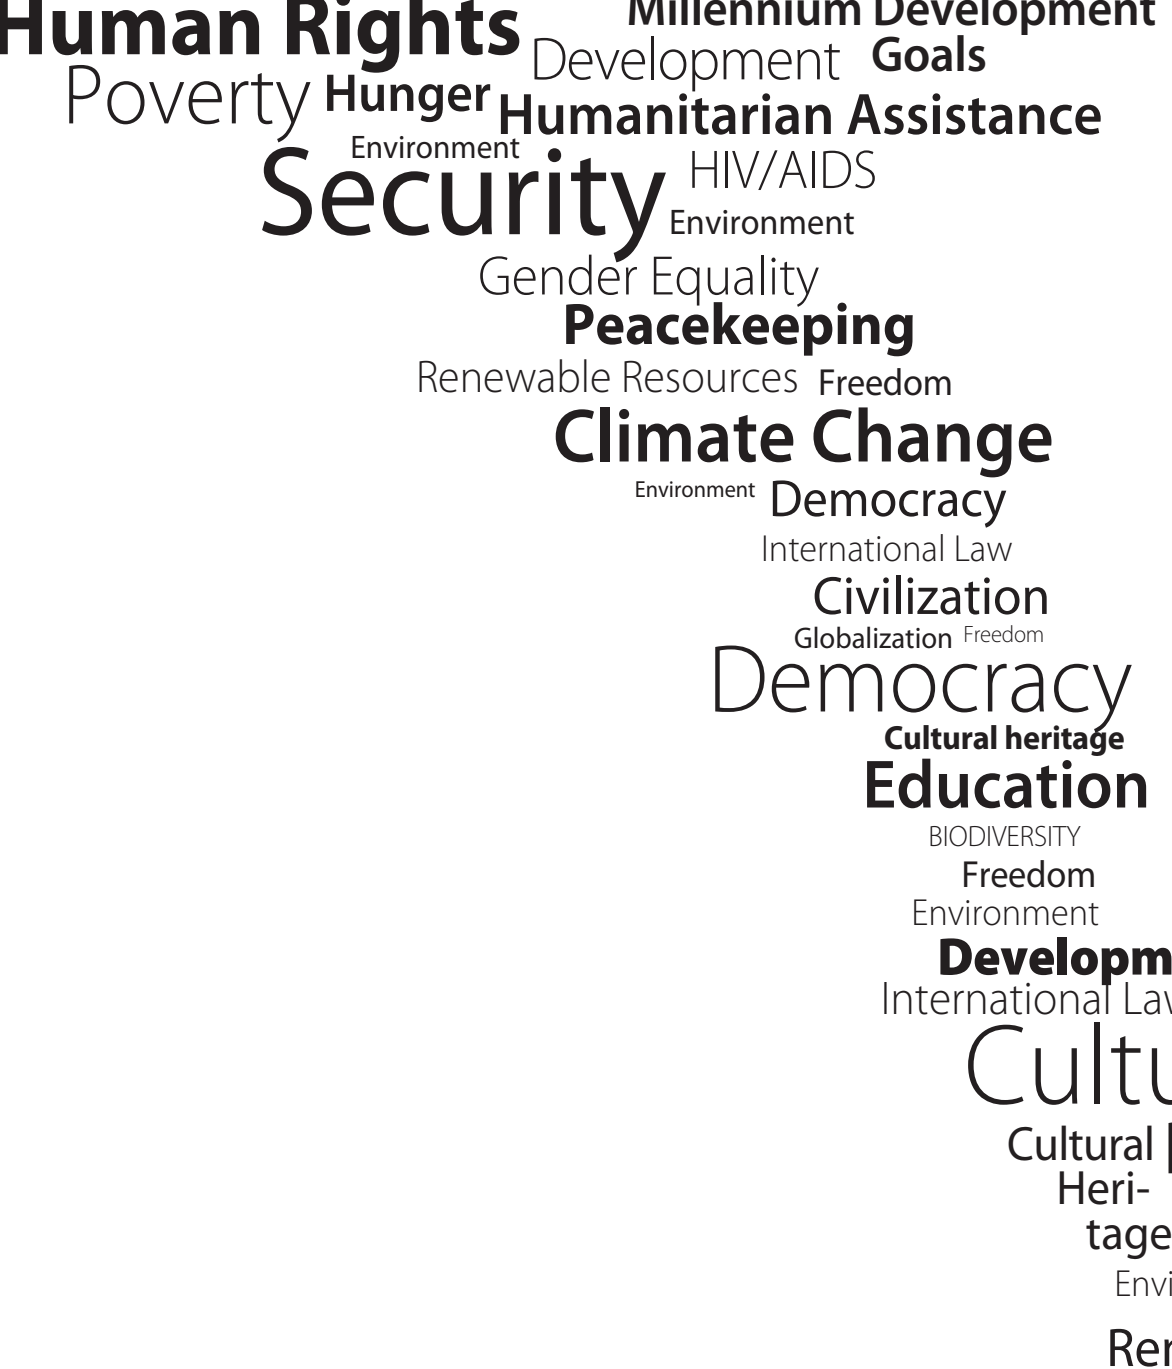 Human Rights Millennium Development
Development Goals
Poverty Hunger Humanitarian Assistance
Environment
Security HIV/AIDS
Environment
Gender Equality
Peacekeeping
Renewable Resources Freedom
Climate Change
Environment Democracy
International Law
Civilization
Globalization Freedom
Democracy
Cultural heritage
Education
BIODIVERSITY
Freedom
Environment
Developm
International Law
Cultu
Cultural
Heri-
tage
Envi